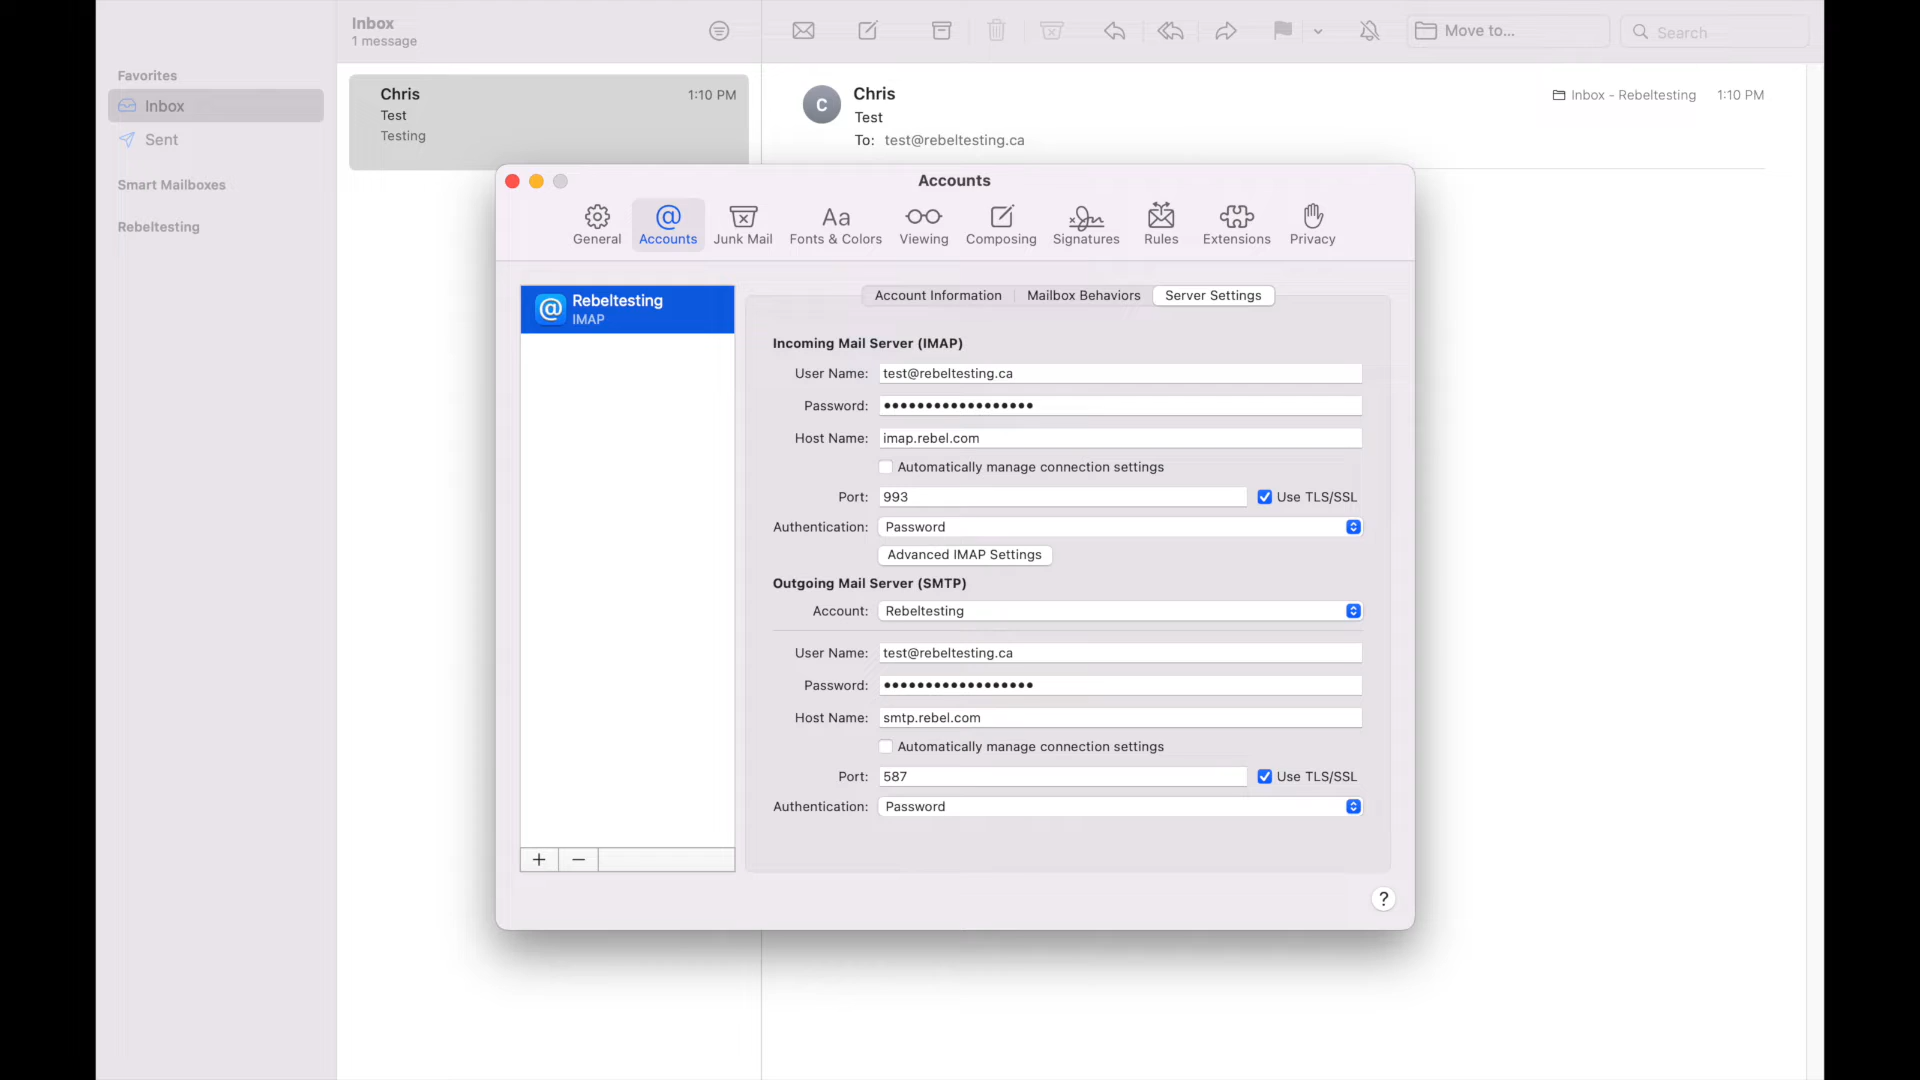 Inbox
1 message
Move to...
Search
Favorites
Inbox
Sent
Smart Mailboxes
Rebeltesting
Chris
1:10 PM
Test
Testing
C
Chris
Inbox - Rebeltesting
1:10 PM
Test
To: test@rebeltesting.ca
Accounts
General
@ Accounts
Junk Mail
Aa Fonts & Colors
Viewing
Composing
Signatures
Rules
Extensions
Privacy
@ Rebeltesting
IMAP
Account Information
Mailbox Behaviors
Server Settings
Incoming Mail Server (IMAP)
User Name: test@rebeltesting.ca
Password: ••••••••••••••••••
Host Name: imap.rebel.com
Automatically manage connection settings
Port: 993 Use TLS/SSL
Authentication: Password
Advanced IMAP Settings
Outgoing Mail Server (SMTP)
Account: Rebeltesting
User Name: test@rebeltesting.ca
Password: ••••••••••••••••••
Host Name: smtp.rebel.com
Automatically manage connection settings
Port: 587 Use TLS/SSL
Authentication: Password
+ −
?